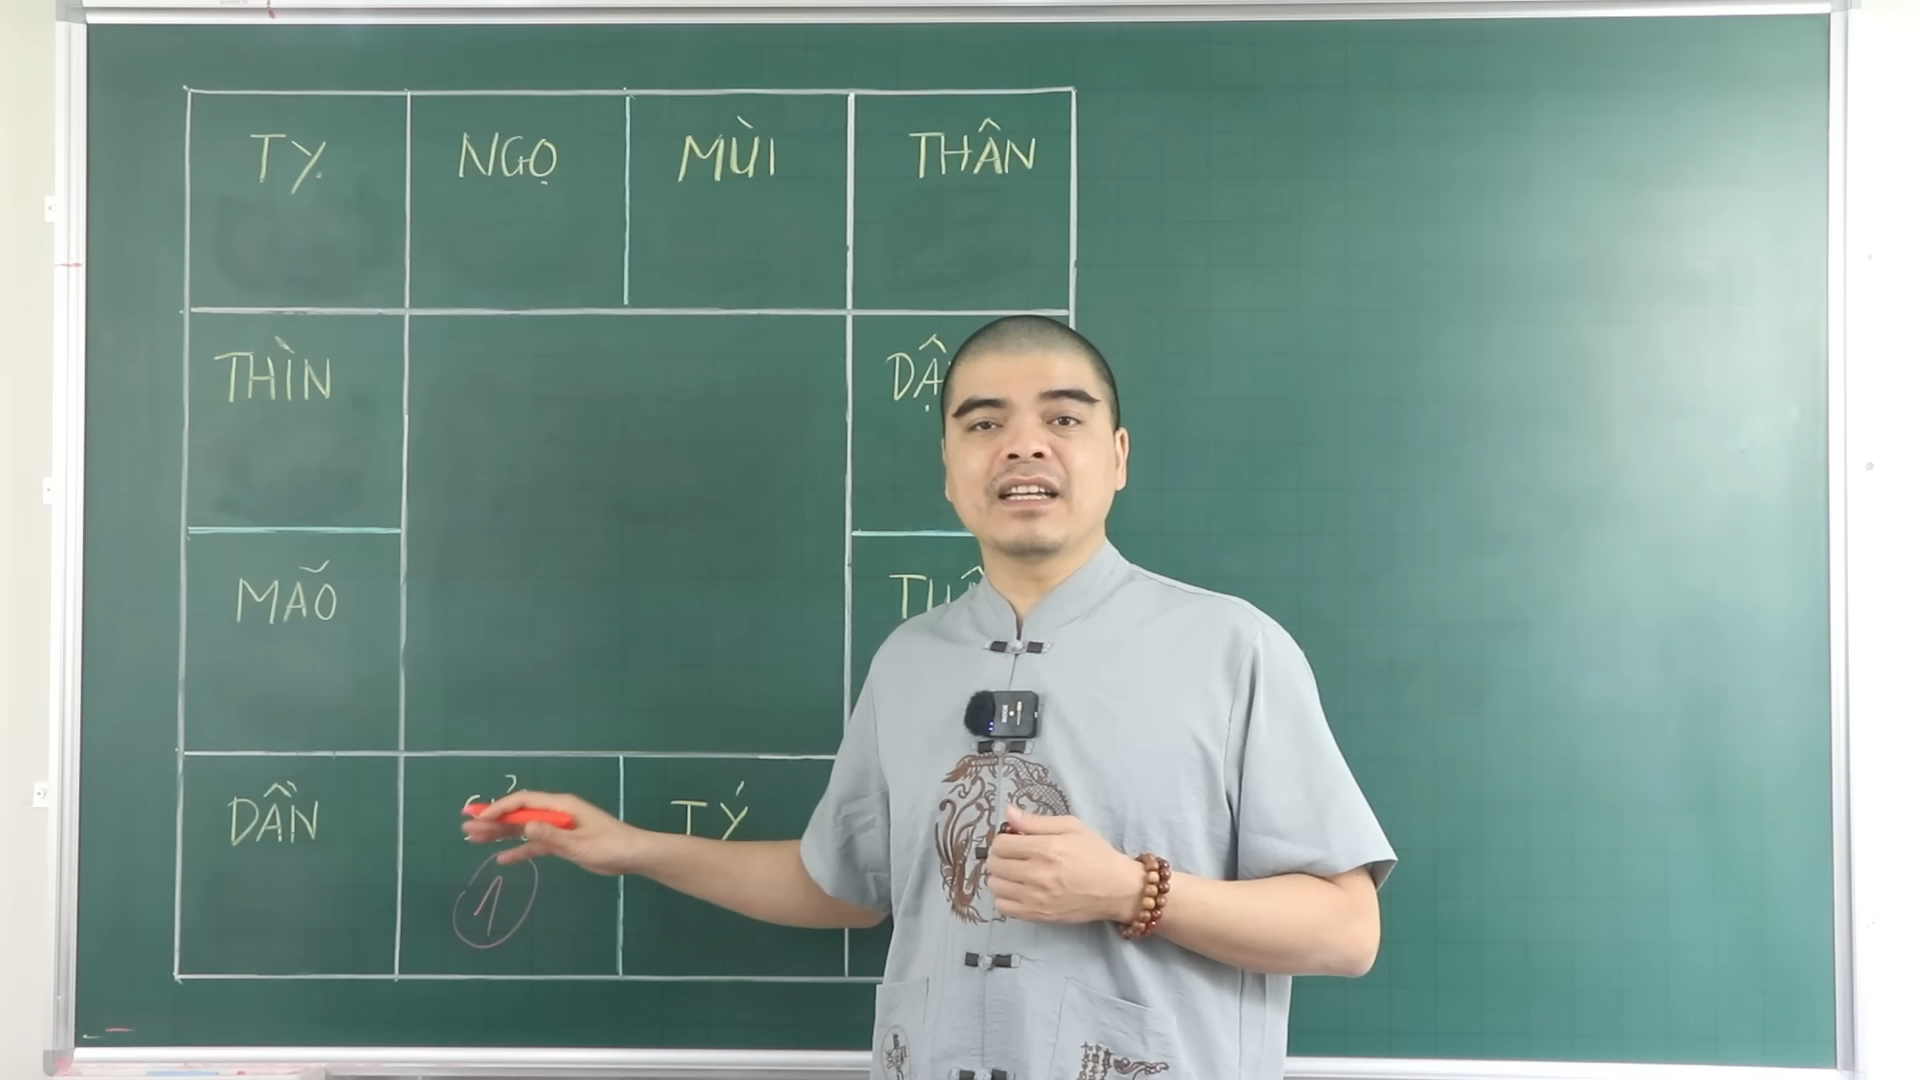 TỴ NGỌ MÙI THÂN
THÌN
MÃO
DẦN TÝ
1